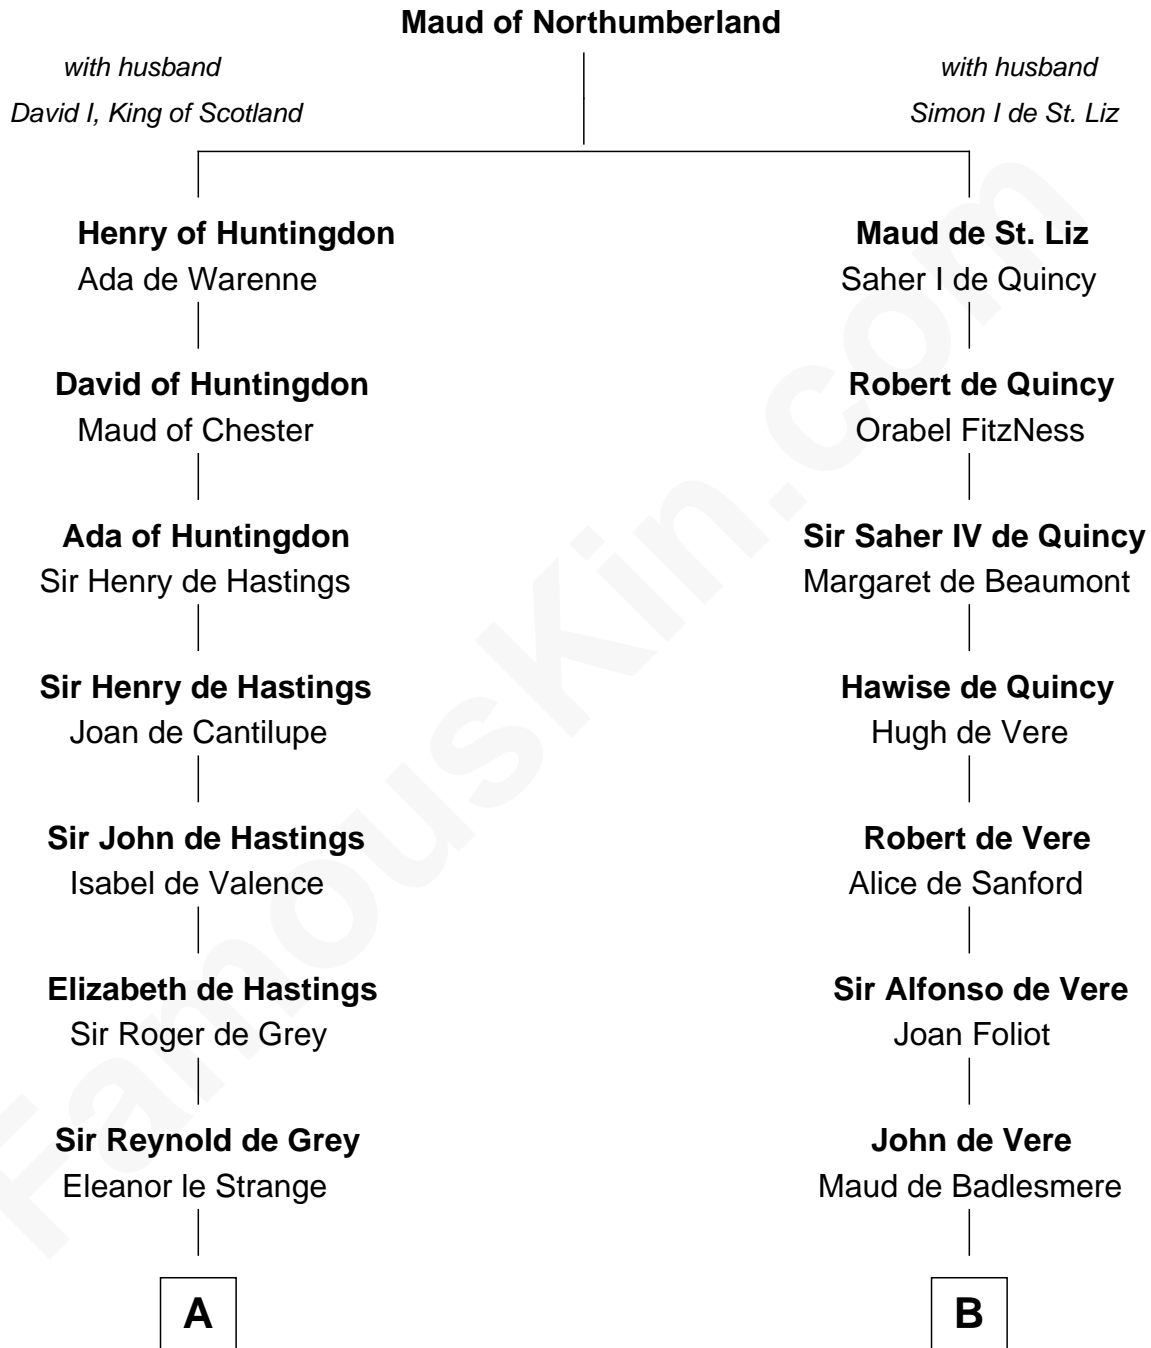 Maud of Northumberland
with husband
David I, King of Scotland
with husband
Simon I de St. Liz
Henry of Huntingdon
Ada de Warenne
Maud de St. Liz
Saher I de Quincy
David of Huntingdon
Maud of Chester
Robert de Quincy
Orabel FitzNess
Ada of Huntingdon
Sir Henry de Hastings
Sir Saher IV de Quincy
Margaret de Beaumont
Sir Henry de Hastings
Joan de Cantilupe
Hawise de Quincy
Hugh de Vere
Sir John de Hastings
Isabel de Valence
Robert de Vere
Alice de Sanford
Elizabeth de Hastings
Sir Roger de Grey
Sir Alfonso de Vere
Joan Foliot
Sir Reynold de Grey
Eleanor le Strange
John de Vere
Maud de Badlesmere
A
B
FamousKin.com